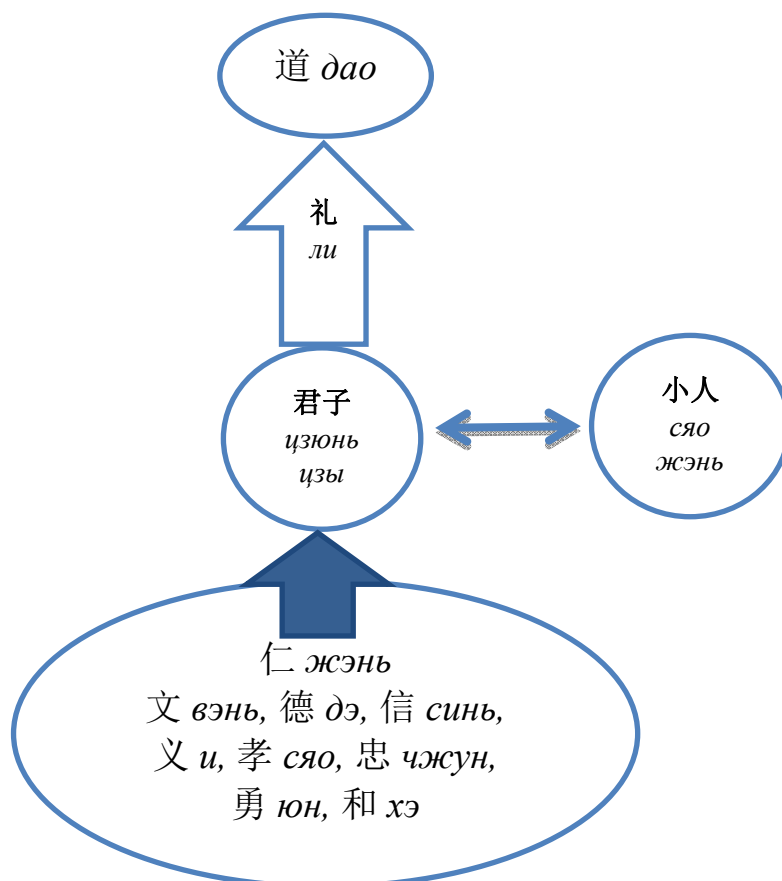 道 дао
礼
ли
君子
цзюнь
цзы
小人
сяо
жэнь
仁 жэнь
文 вэнь, 德 дэ, 信 синь,
义 и, 孝 сяо, 忠 чжун,
勇 юн, 和 хэ